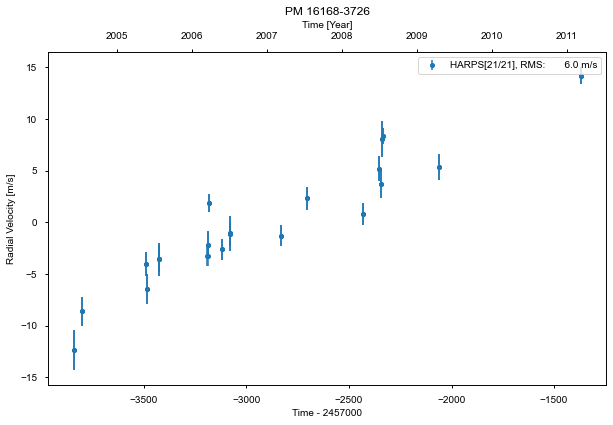 PM 16168-3726
Time [Year]
2005 2006 2007 2008 2009 2010 2011
HARPS[21/21], RMS: 6.0 m/s
15
10
5
0
−5
−10
−15
Radial Velocity [m/s]
−3500 −3000 −2500 −2000 −1500
Time - 2457000